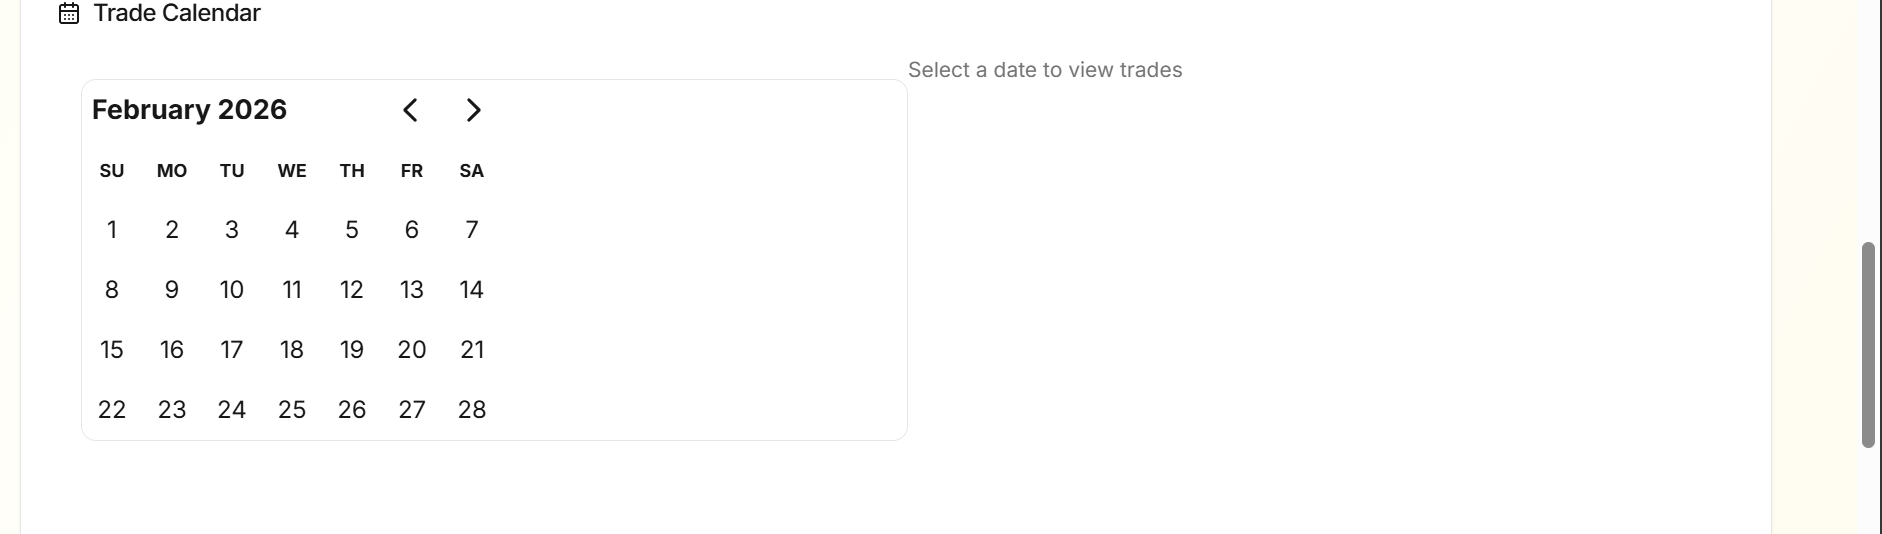 Trade Calendar
Select a date to view trades
February 2026
SU MO TU WE TH FR SA
1 2 3 4 5 6 7
8 9 10 11 12 13 14
15 16 17 18 19 20 21
22 23 24 25 26 27 28